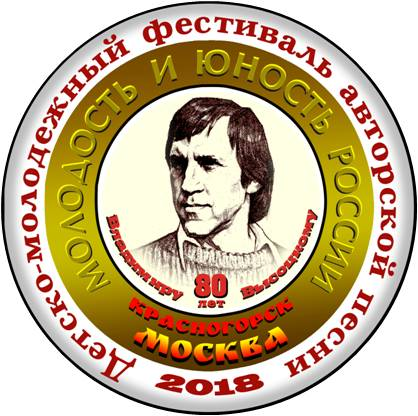 Детско-молодежный фестиваль авторской песни
2018
МОЛОДОСТЬ И ЮНОСТЬ РОССИИ
Владимиру Высоцкому
80
лет
КРАСНОГОРСК
МОСКВА